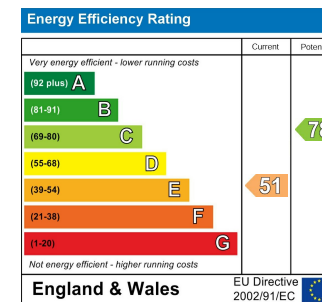 Energy Efficiency Rating
Current
Very energy efficient - lower running costs
(92 plus) A
(81-91) B
(69-80) C
(55-68) D
(39-54) E
51
(21-38) F
(1-20) G
Not energy efficient - higher running costs
England & Wales
EU Directive
2002/91/EC